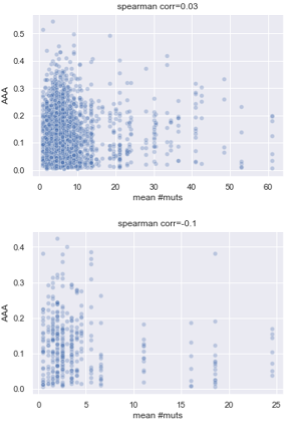 spearman corr=0.03
0.5
0.4
0.3
0.2
0.1
0.0
AAA
0 10 20 30 40 50 60
mean #muts
spearman corr=-0.1
0.4
0.3
0.2
0.1
0.0
AAA
0 5 10 15 20 25
mean #muts